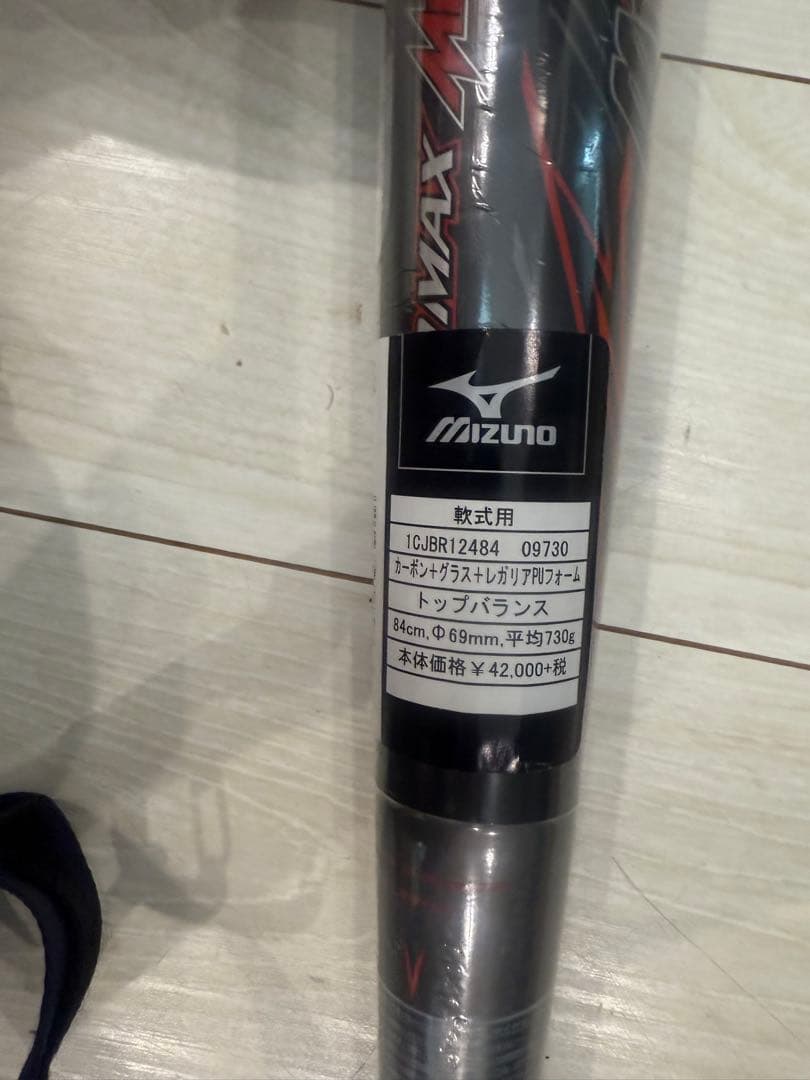 MAX M
MIZUNO
軟式用
1CJBR12484 09730
カーボン+グラス+レガリアPUフォーム
トップバランス
84cm,Φ69mm,平均730g
本体価格¥42,000+税